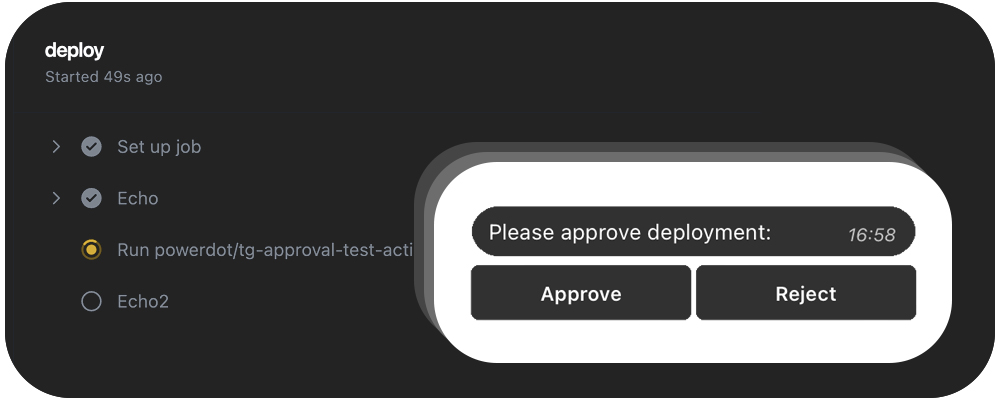 deploy
Started 49s ago
Set up job
Echo
Run powerdot/tg-approval-test-acti
Echo2
Please approve deployment: 16:58
Approve Reject